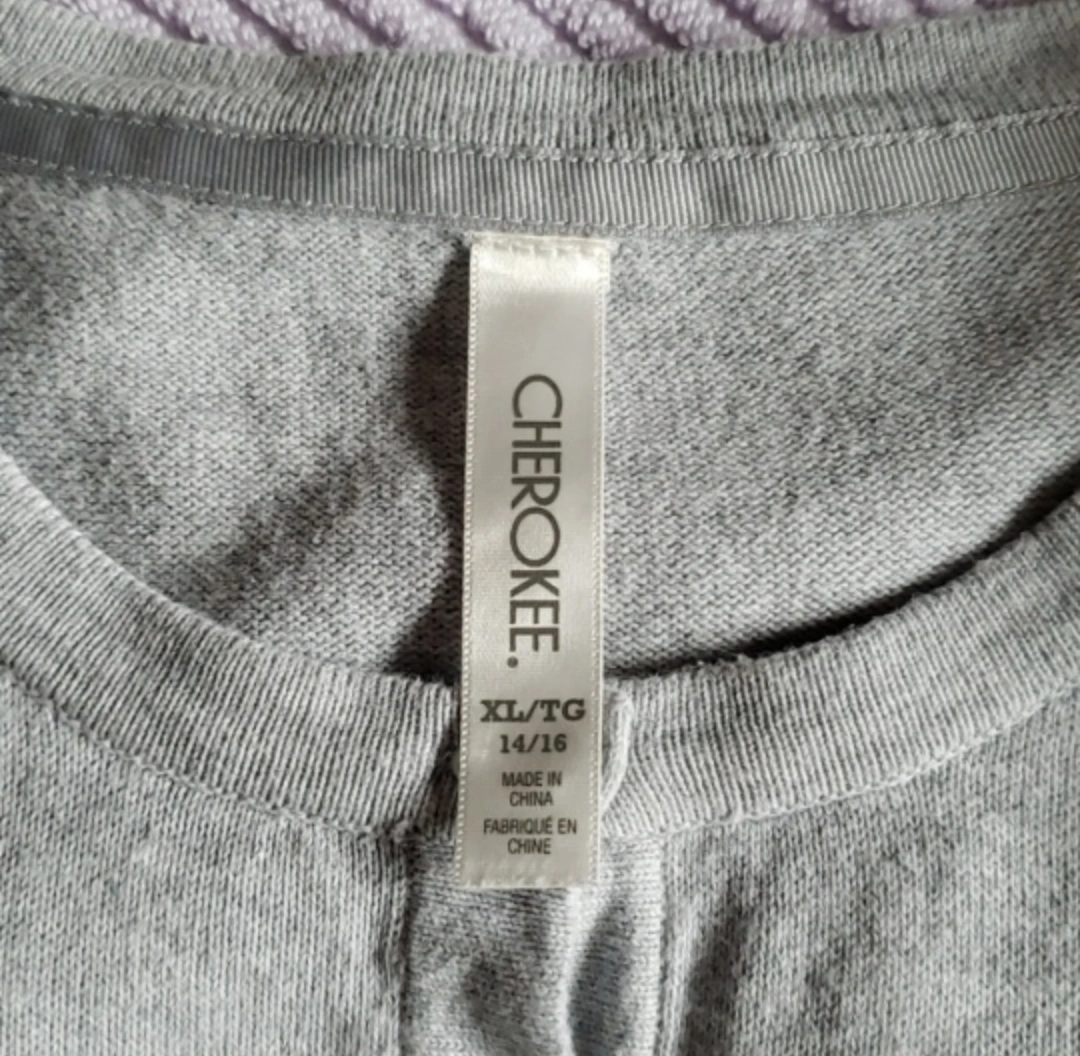 CHEROKEE.
XL/TG
14/16
MADE IN
CHINA
FABRIQUÉ EN
CHINE